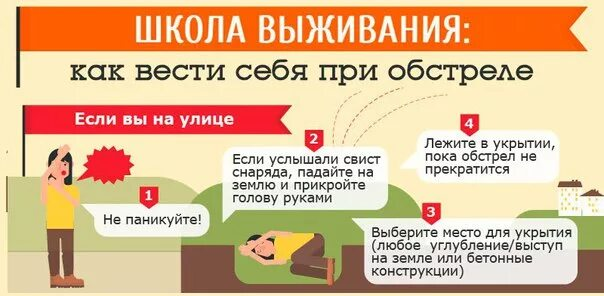 ШКОЛА ВЫЖИВАНИЯ:
как вести себя при обстреле
Если вы на улице
1
Не паникуйте!
2
Если услышали свист
снаряда, падайте на
землю и прикройте
голову руками
3
Выберите место для укрытия
(любое углубление/выступ
на земле или бетонные
конструкции)
4
Лежите в укрытии,
пока обстрел не
прекратится